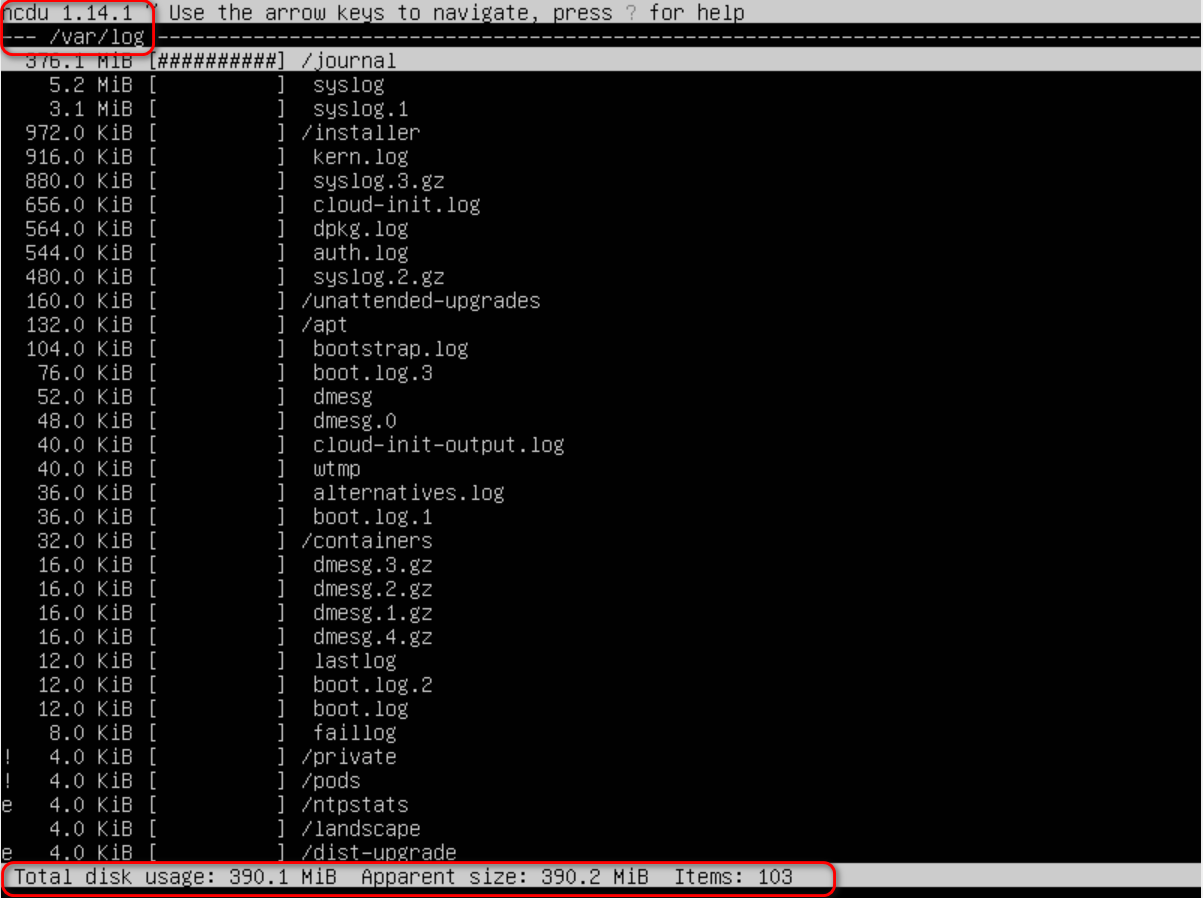 ncdu 1.14.1 ~ Use the arrow keys to navigate, press ? for help
--- /var/log ----------------------------------------------------------------------------------------
  376.1 MiB [##########] /journal
    5.2 MiB [          ]  syslog
    3.1 MiB [          ]  syslog.1
  972.0 KiB [          ] /installer
  916.0 KiB [          ]  kern.log
  880.0 KiB [          ]  syslog.3.gz
  656.0 KiB [          ]  cloud-init.log
  564.0 KiB [          ]  dpkg.log
  544.0 KiB [          ]  auth.log
  480.0 KiB [          ]  syslog.2.gz
  160.0 KiB [          ] /unattended-upgrades
  132.0 KiB [          ] /apt
  104.0 KiB [          ]  bootstrap.log
   76.0 KiB [          ]  boot.log.3
   52.0 KiB [          ]  dmesg
   48.0 KiB [          ]  dmesg.0
   40.0 KiB [          ]  cloud-init-output.log
   40.0 KiB [          ]  wtmp
   36.0 KiB [          ]  alternatives.log
   36.0 KiB [          ]  boot.log.1
   32.0 KiB [          ] /containers
   16.0 KiB [          ]  dmesg.3.gz
   16.0 KiB [          ]  dmesg.2.gz
   16.0 KiB [          ]  dmesg.1.gz
   16.0 KiB [          ]  dmesg.4.gz
   12.0 KiB [          ]  lastlog
   12.0 KiB [          ]  boot.log.2
   12.0 KiB [          ]  boot.log
    8.0 KiB [          ]  faillog
!   4.0 KiB [          ] /private
!   4.0 KiB [          ] /pods
e   4.0 KiB [          ] /ntpstats
    4.0 KiB [          ] /landscape
e   4.0 KiB [          ] /dist-upgrade
Total disk usage: 390.1 MiB  Apparent size: 390.2 MiB  Items: 103